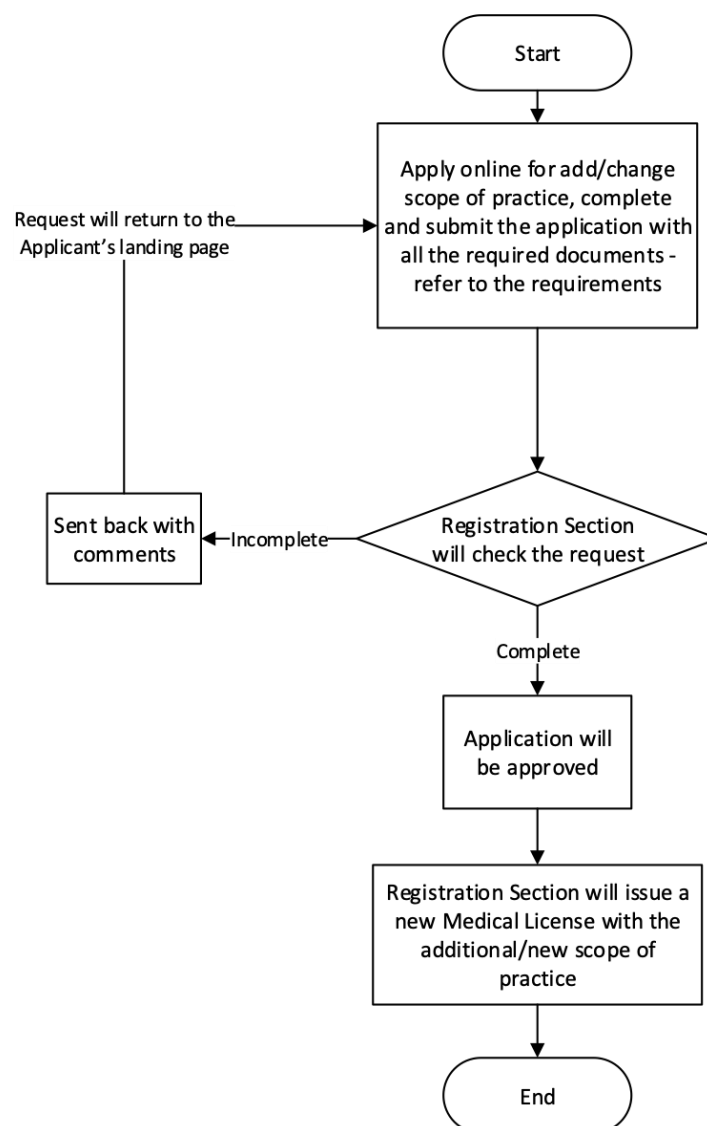 Start
Apply online for add/change
scope of practice, complete
and submit the application with
all the required documents -
refer to the requirements
Request will return to the
Applicant’s landing page
Registration Section
will check the request
Incomplete
Sent back with
comments
Complete
Application will
be approved
Registration Section will issue a
new Medical License with the
additional/new scope of
practice
End